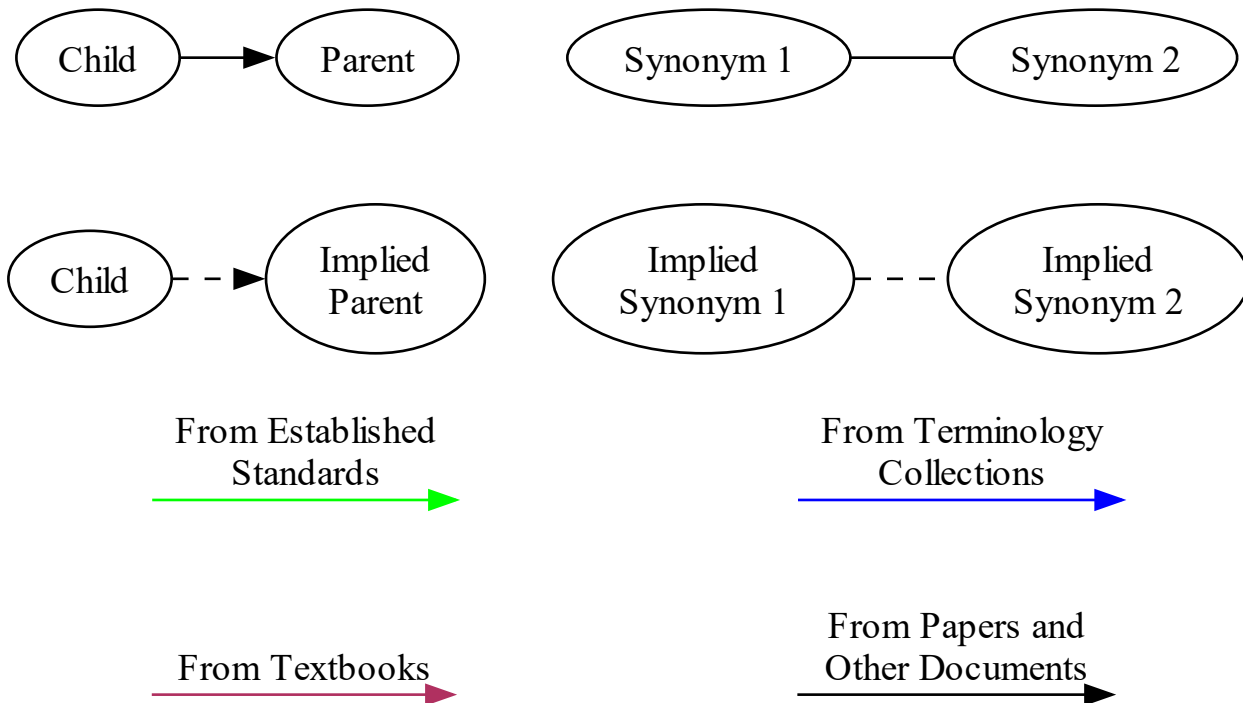 Child
Parent
Synonym 1
Synonym 2
Child
Implied
Parent
Implied
Synonym 1
Implied
Synonym 2
From Established
Standards
From Terminology
Collections
From Textbooks
From Papers and
Other Documents